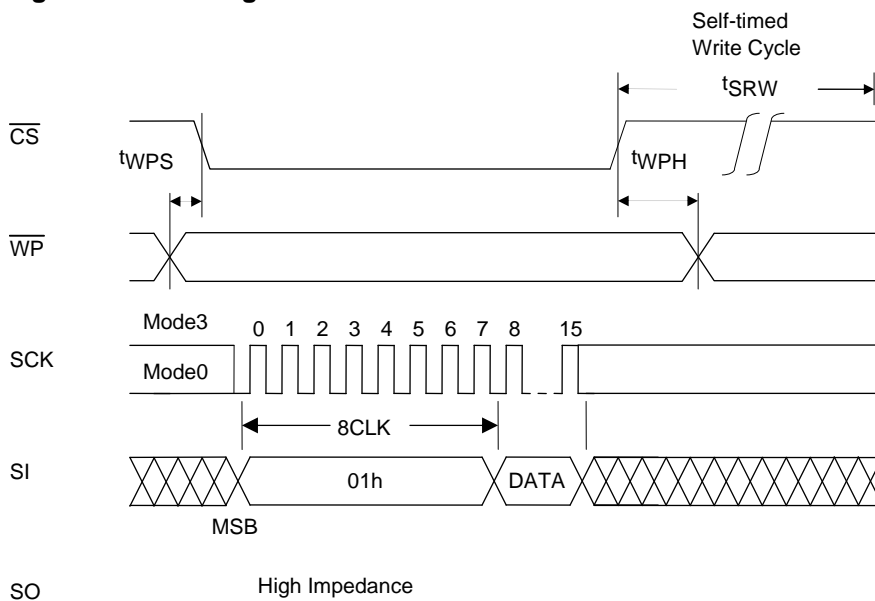 Self-timed
Write Cycle
tSRW
CS
tWPS
tWPH
WP
Mode3
0 1 2 3 4 5 6 7 8 15
SCK
Mode0
8CLK
SI
01h
DATA
MSB
SO
High Impedance